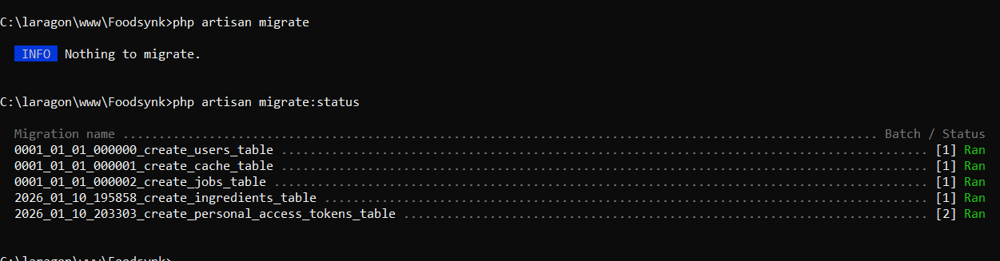 C:\laragon\www\Foodsynk>php artisan migrate
INFO Nothing to migrate.
C:\laragon\www\Foodsynk>php artisan migrate:status
Migration name ........................................................................................................ Batch / Status
0001_01_01_000000_create_users_table .......................................................................................... [1] Ran
0001_01_01_000001_create_cache_table .......................................................................................... [1] Ran
0001_01_01_000002_create_jobs_table ........................................................................................... [1] Ran
2026_01_10_195858_create_ingredients_table .................................................................................... [1] Ran
2026_01_10_203303_create_personal_access_tokens_table ......................................................................... [2] Ran
C:\laragon\www\Foodsynk>